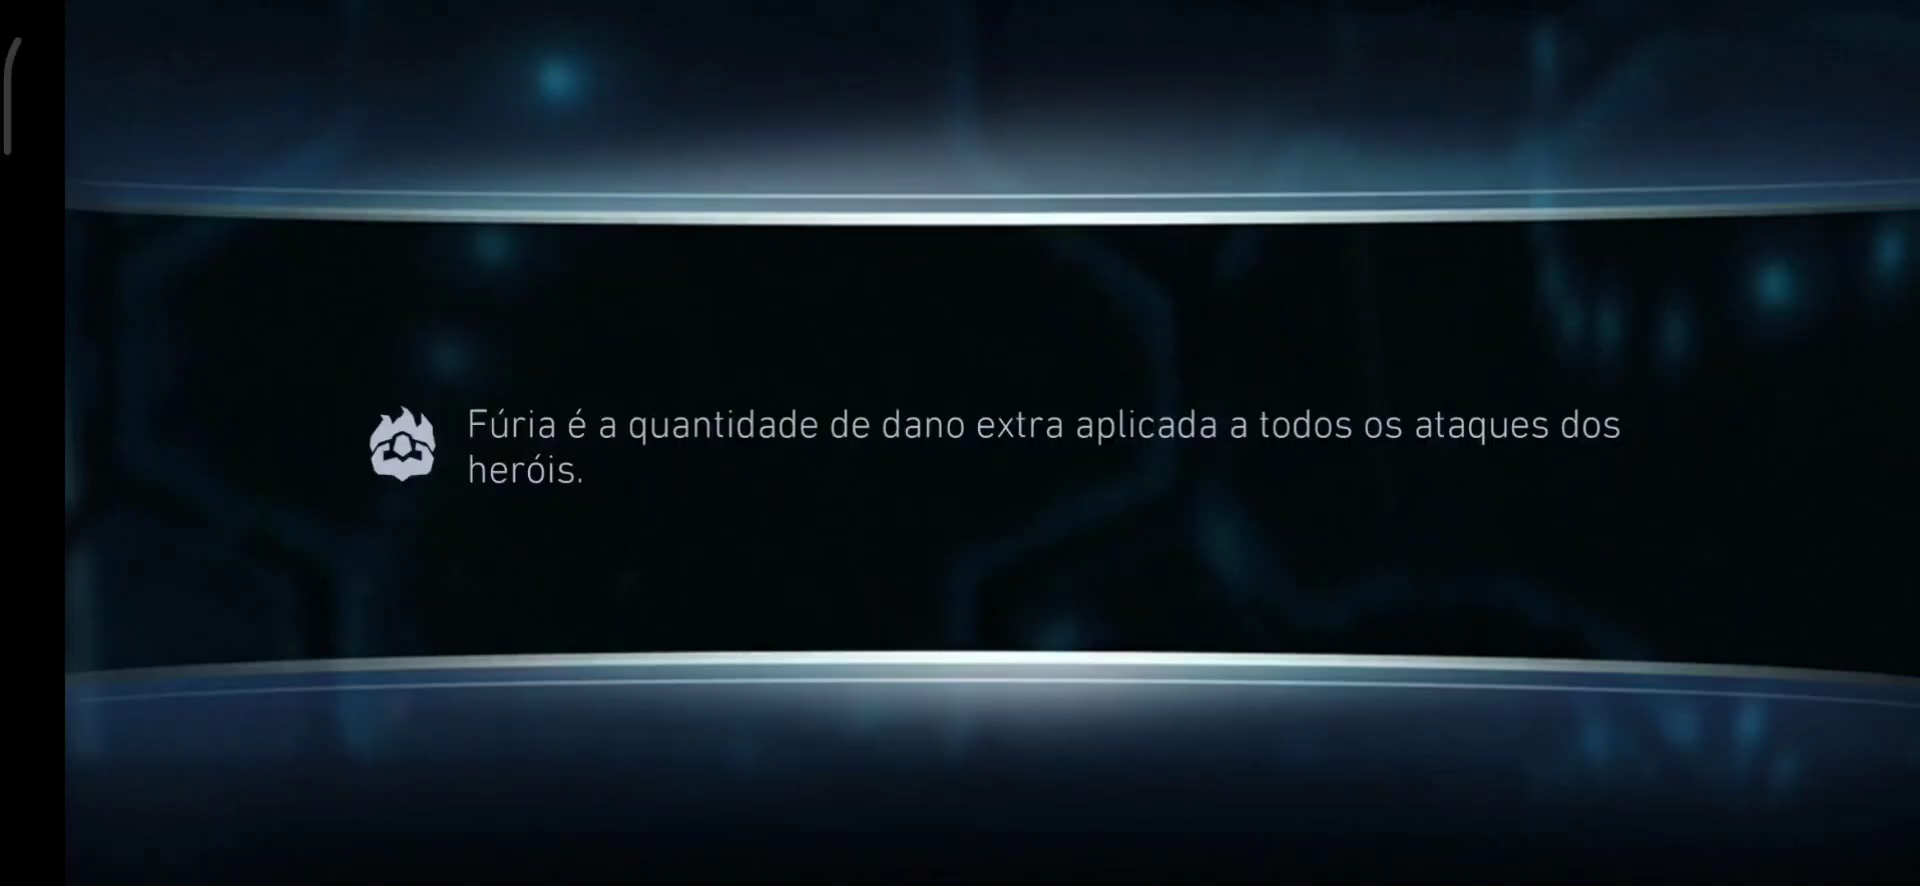 Fúria é a quantidade de dano extra aplicada a todos os ataques dos
heróis.